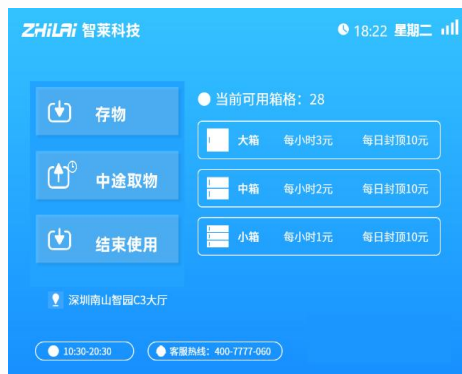 ZHiLAi 智莱科技
18:22 星期二
存物
中途取物
结束使用
当前可用箱格：28
大箱 每小时3元 每日封顶10元
中箱 每小时2元 每日封顶10元
小箱 每小时1元 每日封顶10元
深圳南山智园C3大厅
10:30-20:30
客服热线：400-7777-060